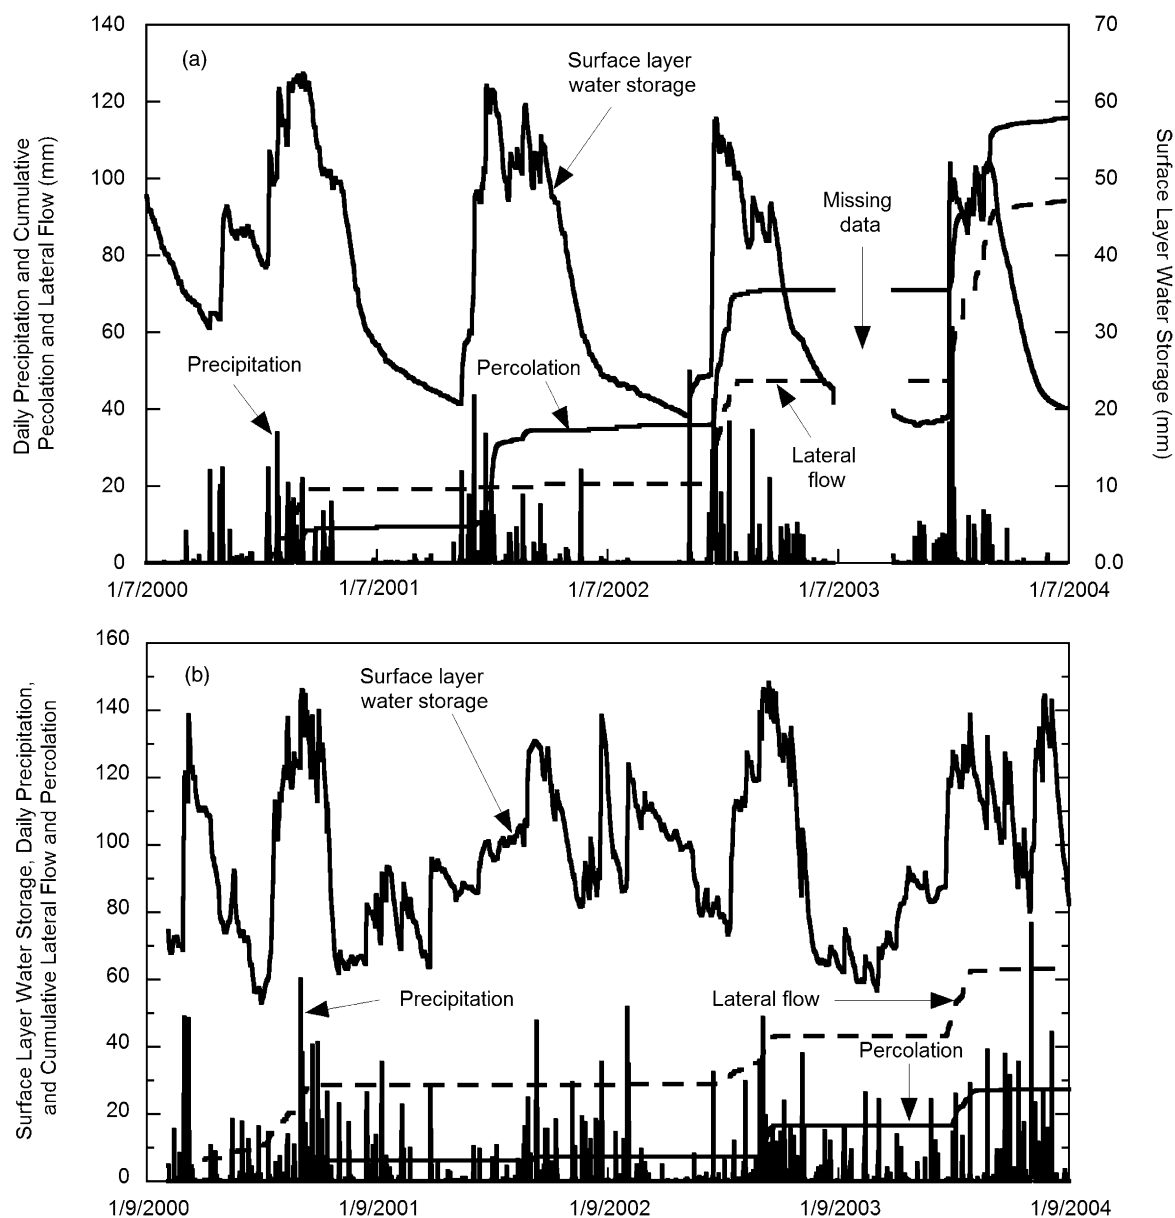 140
120
100
80
60
40
20
0
70
60
50
40
30
20
10
0.0
Daily Precipitation and Cumulative
Pecolation and Lateral Flow (mm)
Surface Layer Water Storage (mm)
(a)
Surface layer
water storage
Missing
data
Precipitation
Percolation
Lateral
flow
1/7/2000
1/7/2001
1/7/2002
1/7/2003
1/7/2004
160
140
120
100
80
60
40
20
0
Surface Layer Water Storage, Daily Precipitation,
and Cumulative Lateral Flow and Percolation
(b)
Surface layer
water storage
Precipitation
Lateral flow
Percolation
1/9/2000
1/9/2001
1/9/2002
1/9/2003
1/9/2004